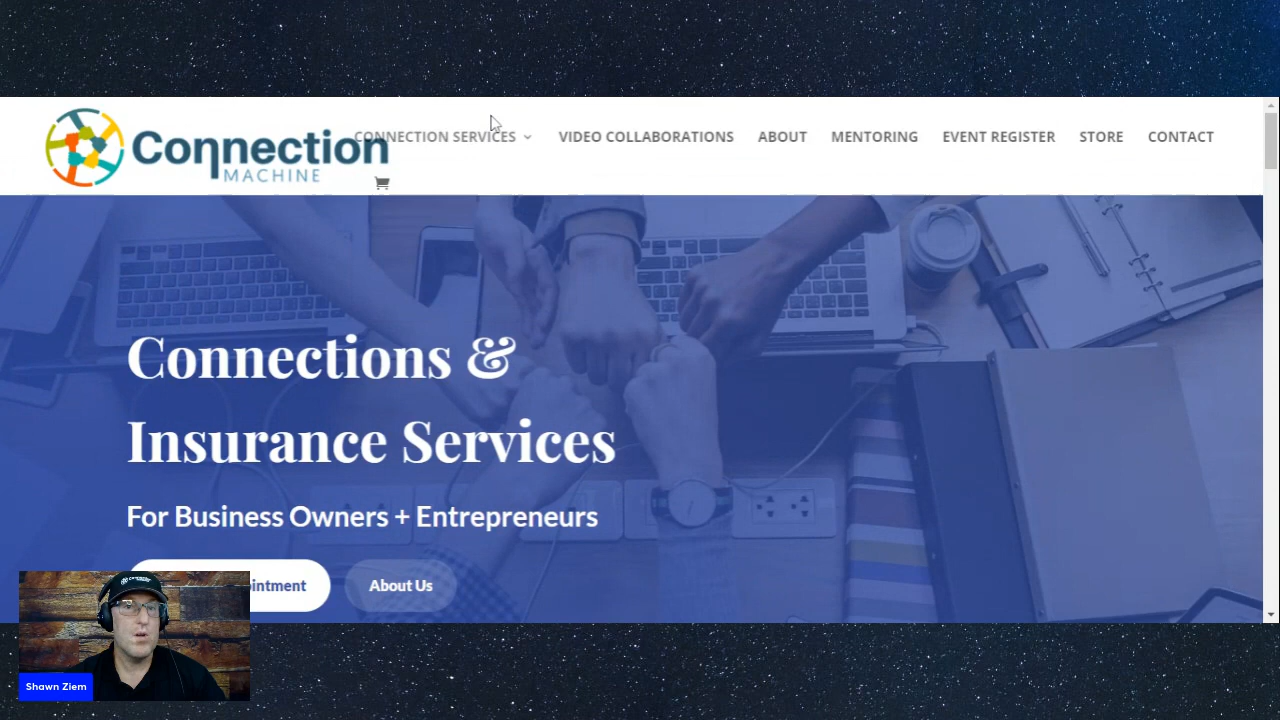 Connection
MACHINE
CONNECTION SERVICES
VIDEO COLLABORATIONS
ABOUT
MENTORING
EVENT REGISTER
STORE
CONTACT
Connections &
Insurance Services
For Business Owners + Entrepreneurs
About Us
Shawn Ziem